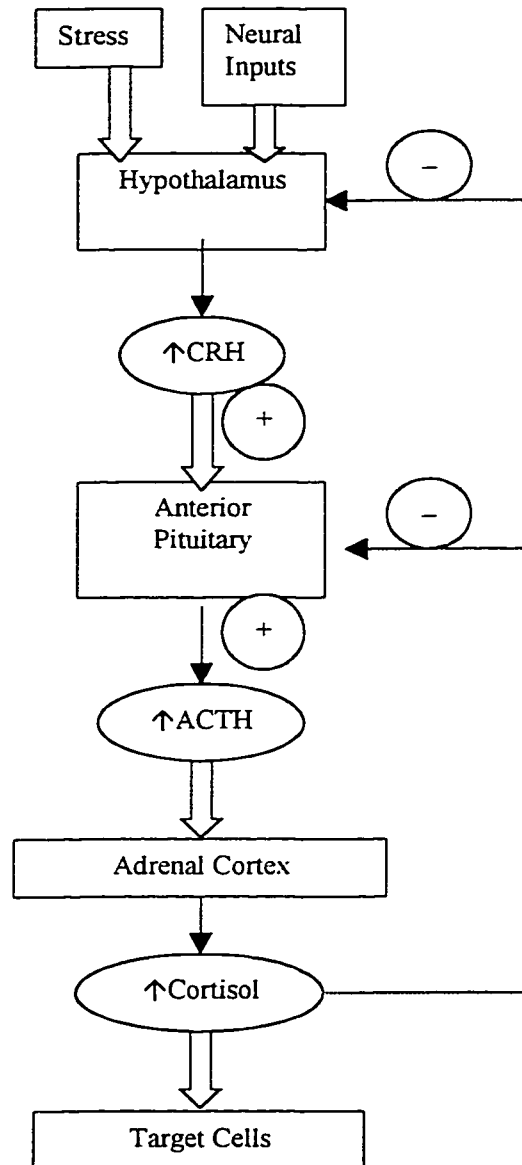 Stress
Neural
Inputs
Hypothalamus
−
↑CRH
+
Anterior
Pituitary
−
+
↑ACTH
Adrenal Cortex
↑Cortisol
Target Cells